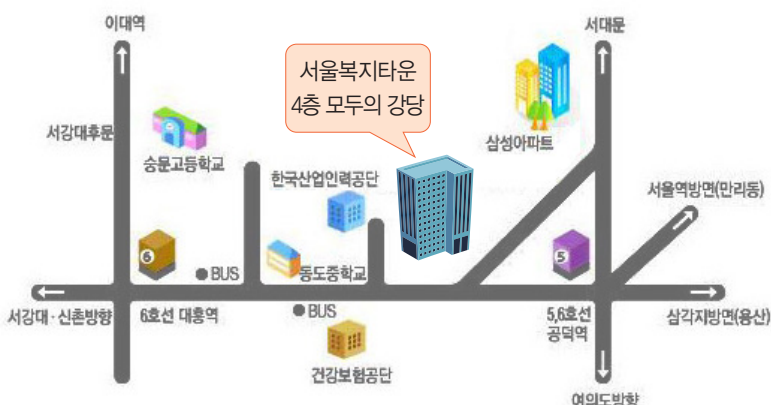 이대역
서대문
서울복지타운
4층 모두의 강당
서강대후문
숭문고등학교
삼성아파트
한국산업인력공단
서울역방면(만리동)
6
5
BUS
동도중학교
서강대·신촌방향
6호선 대흥역
BUS
5,6호선
공덕역
삼각지방면(용산)
건강보험공단
여의도방향